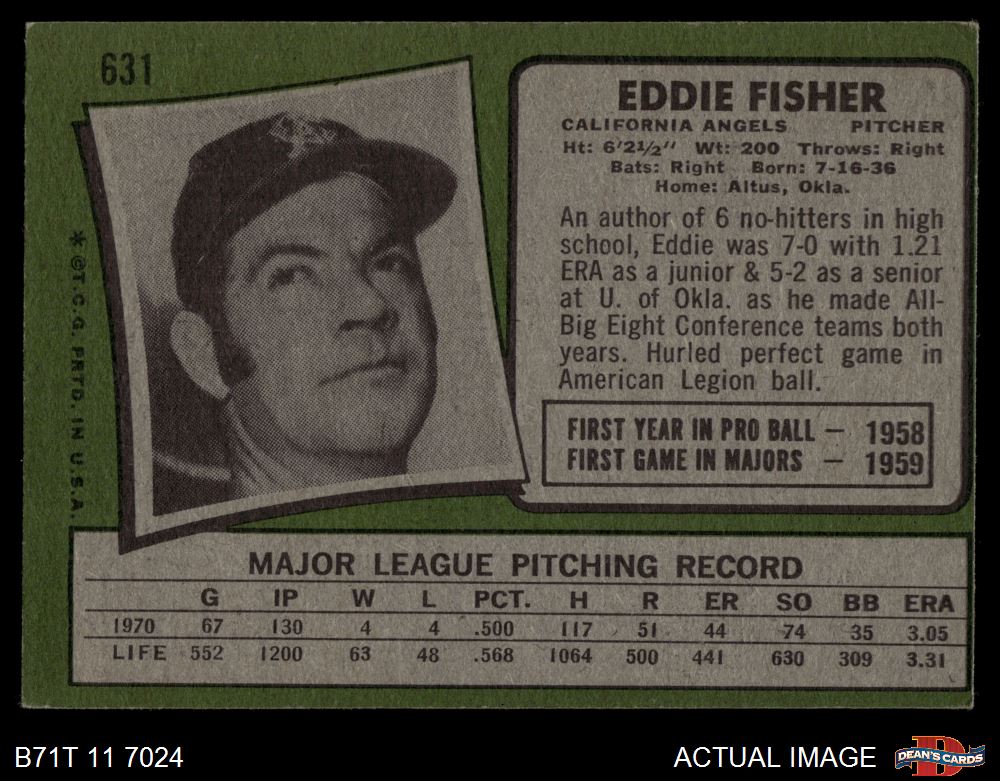 631
EDDIE FISHER
CALIFORNIA ANGELS PITCHER
Ht: 6'2½" Wt: 200 Throws: Right
Bats: Right Born: 7-16-36
Home: Altus, Okla.
An author of 6 no-hitters in high
school, Eddie was 7-0 with 1.21
ERA as a junior & 5-2 as a senior
at U. of Okla. as he made All-
Big Eight Conference teams both
years. Hurled perfect game in
American Legion ball.
FIRST YEAR IN PRO BALL — 1958
FIRST GAME IN MAJORS — 1959
* © T.C.G. PRTD. IN U.S.A.
MAJOR LEAGUE PITCHING RECORD
G IP W L PCT. H R ER SO BB ERA
1970 67 130 4 4 .500 117 51 44 74 35 3.05
LIFE 552 1200 63 48 .568 1064 500 441 630 309 3.31
B71T 11 7024
ACTUAL IMAGE
D
DEAN'S CARDS